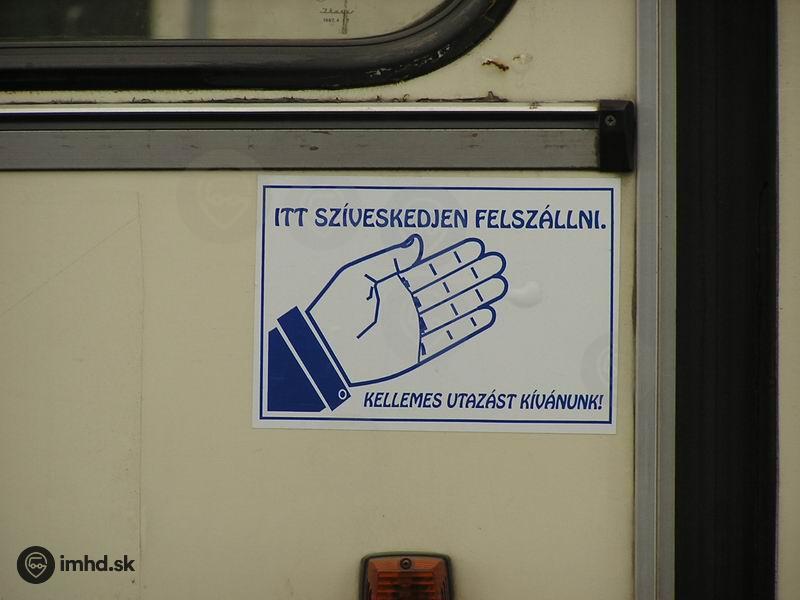 ITT SZÍVESKEDJEN FELSZÁLLNI.
KELLEMES UTAZÁST KÍVÁNUNK!
imhd.sk